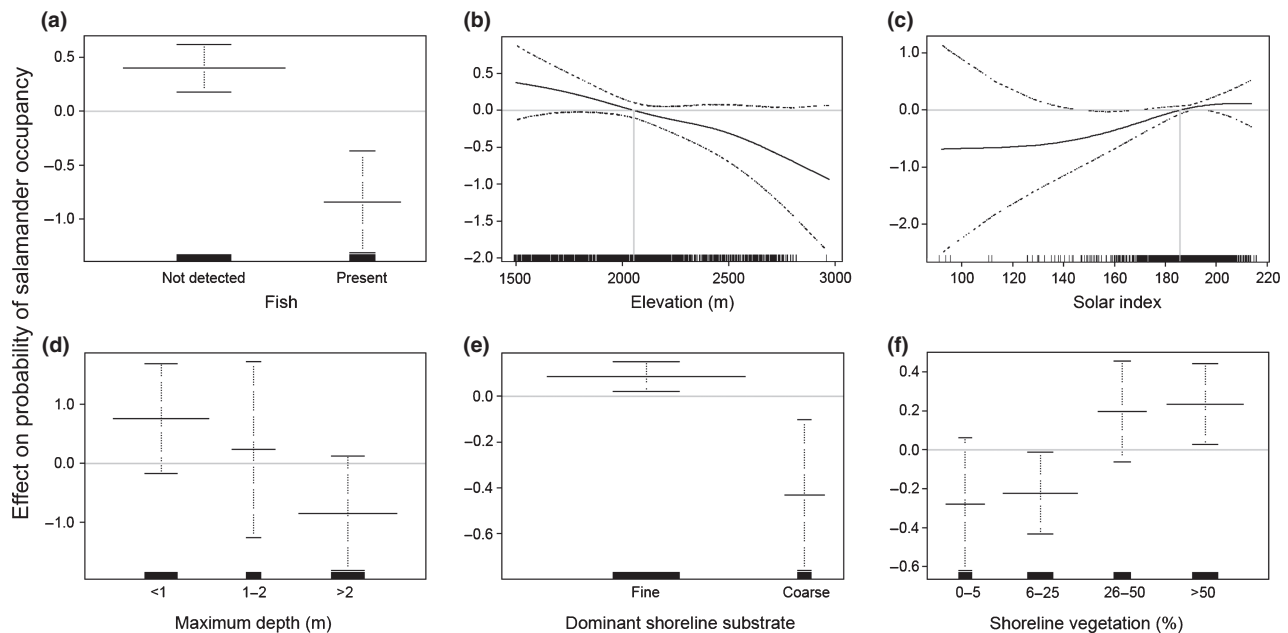 Effect on probability of salamander occupancy
(a)
0.5
0.0
–0.5
–1.0
Not detected Present
Fish
(b)
0.5
0.0
–0.5
–1.0
–1.5
–2.0
1500 2000 2500 3000
Elevation (m)
(c)
1.0
0.0
–1.0
–2.0
100 120 140 160 180 200 220
Solar index
(d)
1.0
0.0
–1.0
<1 1–2 >2
Maximum depth (m)
(e)
0.0
–0.2
–0.4
–0.6
Fine Coarse
Dominant shoreline substrate
(f)
0.4
0.2
0.0
–0.2
–0.4
–0.6
0–5 6–25 26–50 >50
Shoreline vegetation (%)